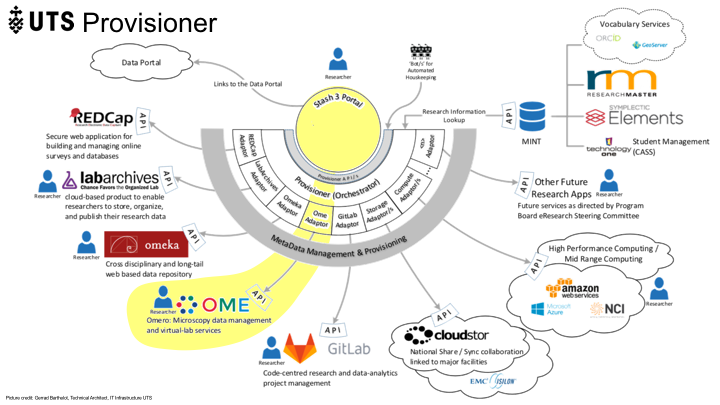 UTS Provisioner
Data Portal
Links to the Data Portal
Researcher
'Bot/s' for
Automated
Housekeeping
Vocabulary Services
ORCID
GeoServer
rm
RESEARCHMASTER
SYMPLECTIC
Elements
technology
one
Student Management
(CASS)
Research Information
Lookup
API
MINT
Stash 3 Portal
Provisioner API/s
Provisioner (Orchestrator)
REDCap
Adaptor
LabArchives
Adaptor
Omeka
Adaptor
Ome
Adaptor
GitLab
Adaptor
Storage
Adaptor/s
Compute
Adaptor/s
...
Adaptor
MetaData Management & Provisioning
REDCap
API
Secure web application for
building and managing online
surveys and databases
Researcher
labarchives
Chance Favors the Organized Lab
API
cloud-based product to enable
researchers to store, organize,
and publish their research data
Researcher
omeka
API
Cross disciplinary and long-tail
web based data repository
Researcher
OME
API
Omero: Microscopy data management
and virtual-lab services
Researcher
GitLab
API
Code-centred research and data-analytics
project management
API
cloudstor
National Share / Sync collaboration
linked to major facilities
EMC² ISILON
API
High Performance Computing /
Mid Range Computing
amazon
webservices
Microsoft
Azure
NCI
Researcher
API
Other Future
Research Apps
Researcher
Future services as directed by Program
Board eResearch Steering Committee
Picture credit: Gerrad Barthelot, Technical Architect, IT Infrastructure UTS